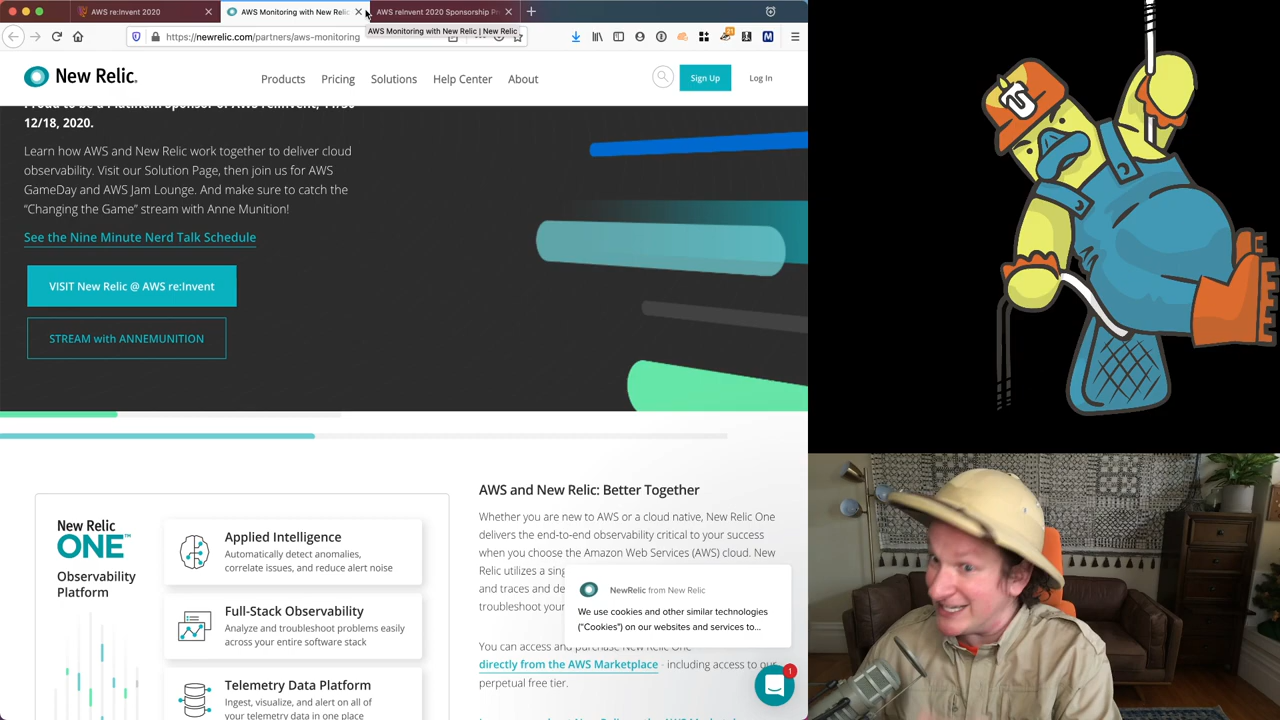 AWS re:Invent 2020
AWS Monitoring with New Relic
AWS reInvent 2020 Sponsorship Pr
https://newrelic.com/partners/aws-monitoring
AWS Monitoring with New Relic | New Relic
21
M
New Relic.
Products
Pricing
Solutions
Help Center
About
Sign Up
Log In
12/18, 2020.
Learn how AWS and New Relic work together to deliver cloud
observability. Visit our Solution Page, then join us for AWS
GameDay and AWS Jam Lounge. And make sure to catch the
“Changing the Game” stream with Anne Munition!
See the Nine Minute Nerd Talk Schedule
VISIT New Relic @ AWS re:Invent
STREAM with ANNEMUNITION
New Relic
ONE™
Observability
Platform
Applied Intelligence
Automatically detect anomalies,
correlate issues, and reduce alert noise
Full-Stack Observability
Analyze and troubleshoot problems easily
across your entire software stack
Telemetry Data Platform
Ingest, visualize, and alert on all of
your telemetry data in one place
AWS and New Relic: Better Together
Whether you are new to AWS or a cloud native, New Relic One
delivers the end-to-end observability critical to your success
when you choose the Amazon Web Services (AWS) cloud. New
Relic utilizes a sing
and traces and de
troubleshoot your
You can access and purchase New Relic One
directly from the AWS Marketplace - including access to our
perpetual free tier.
NewRelic from New Relic
We use cookies and other similar technologies
("Cookies") on our websites and services to...
1